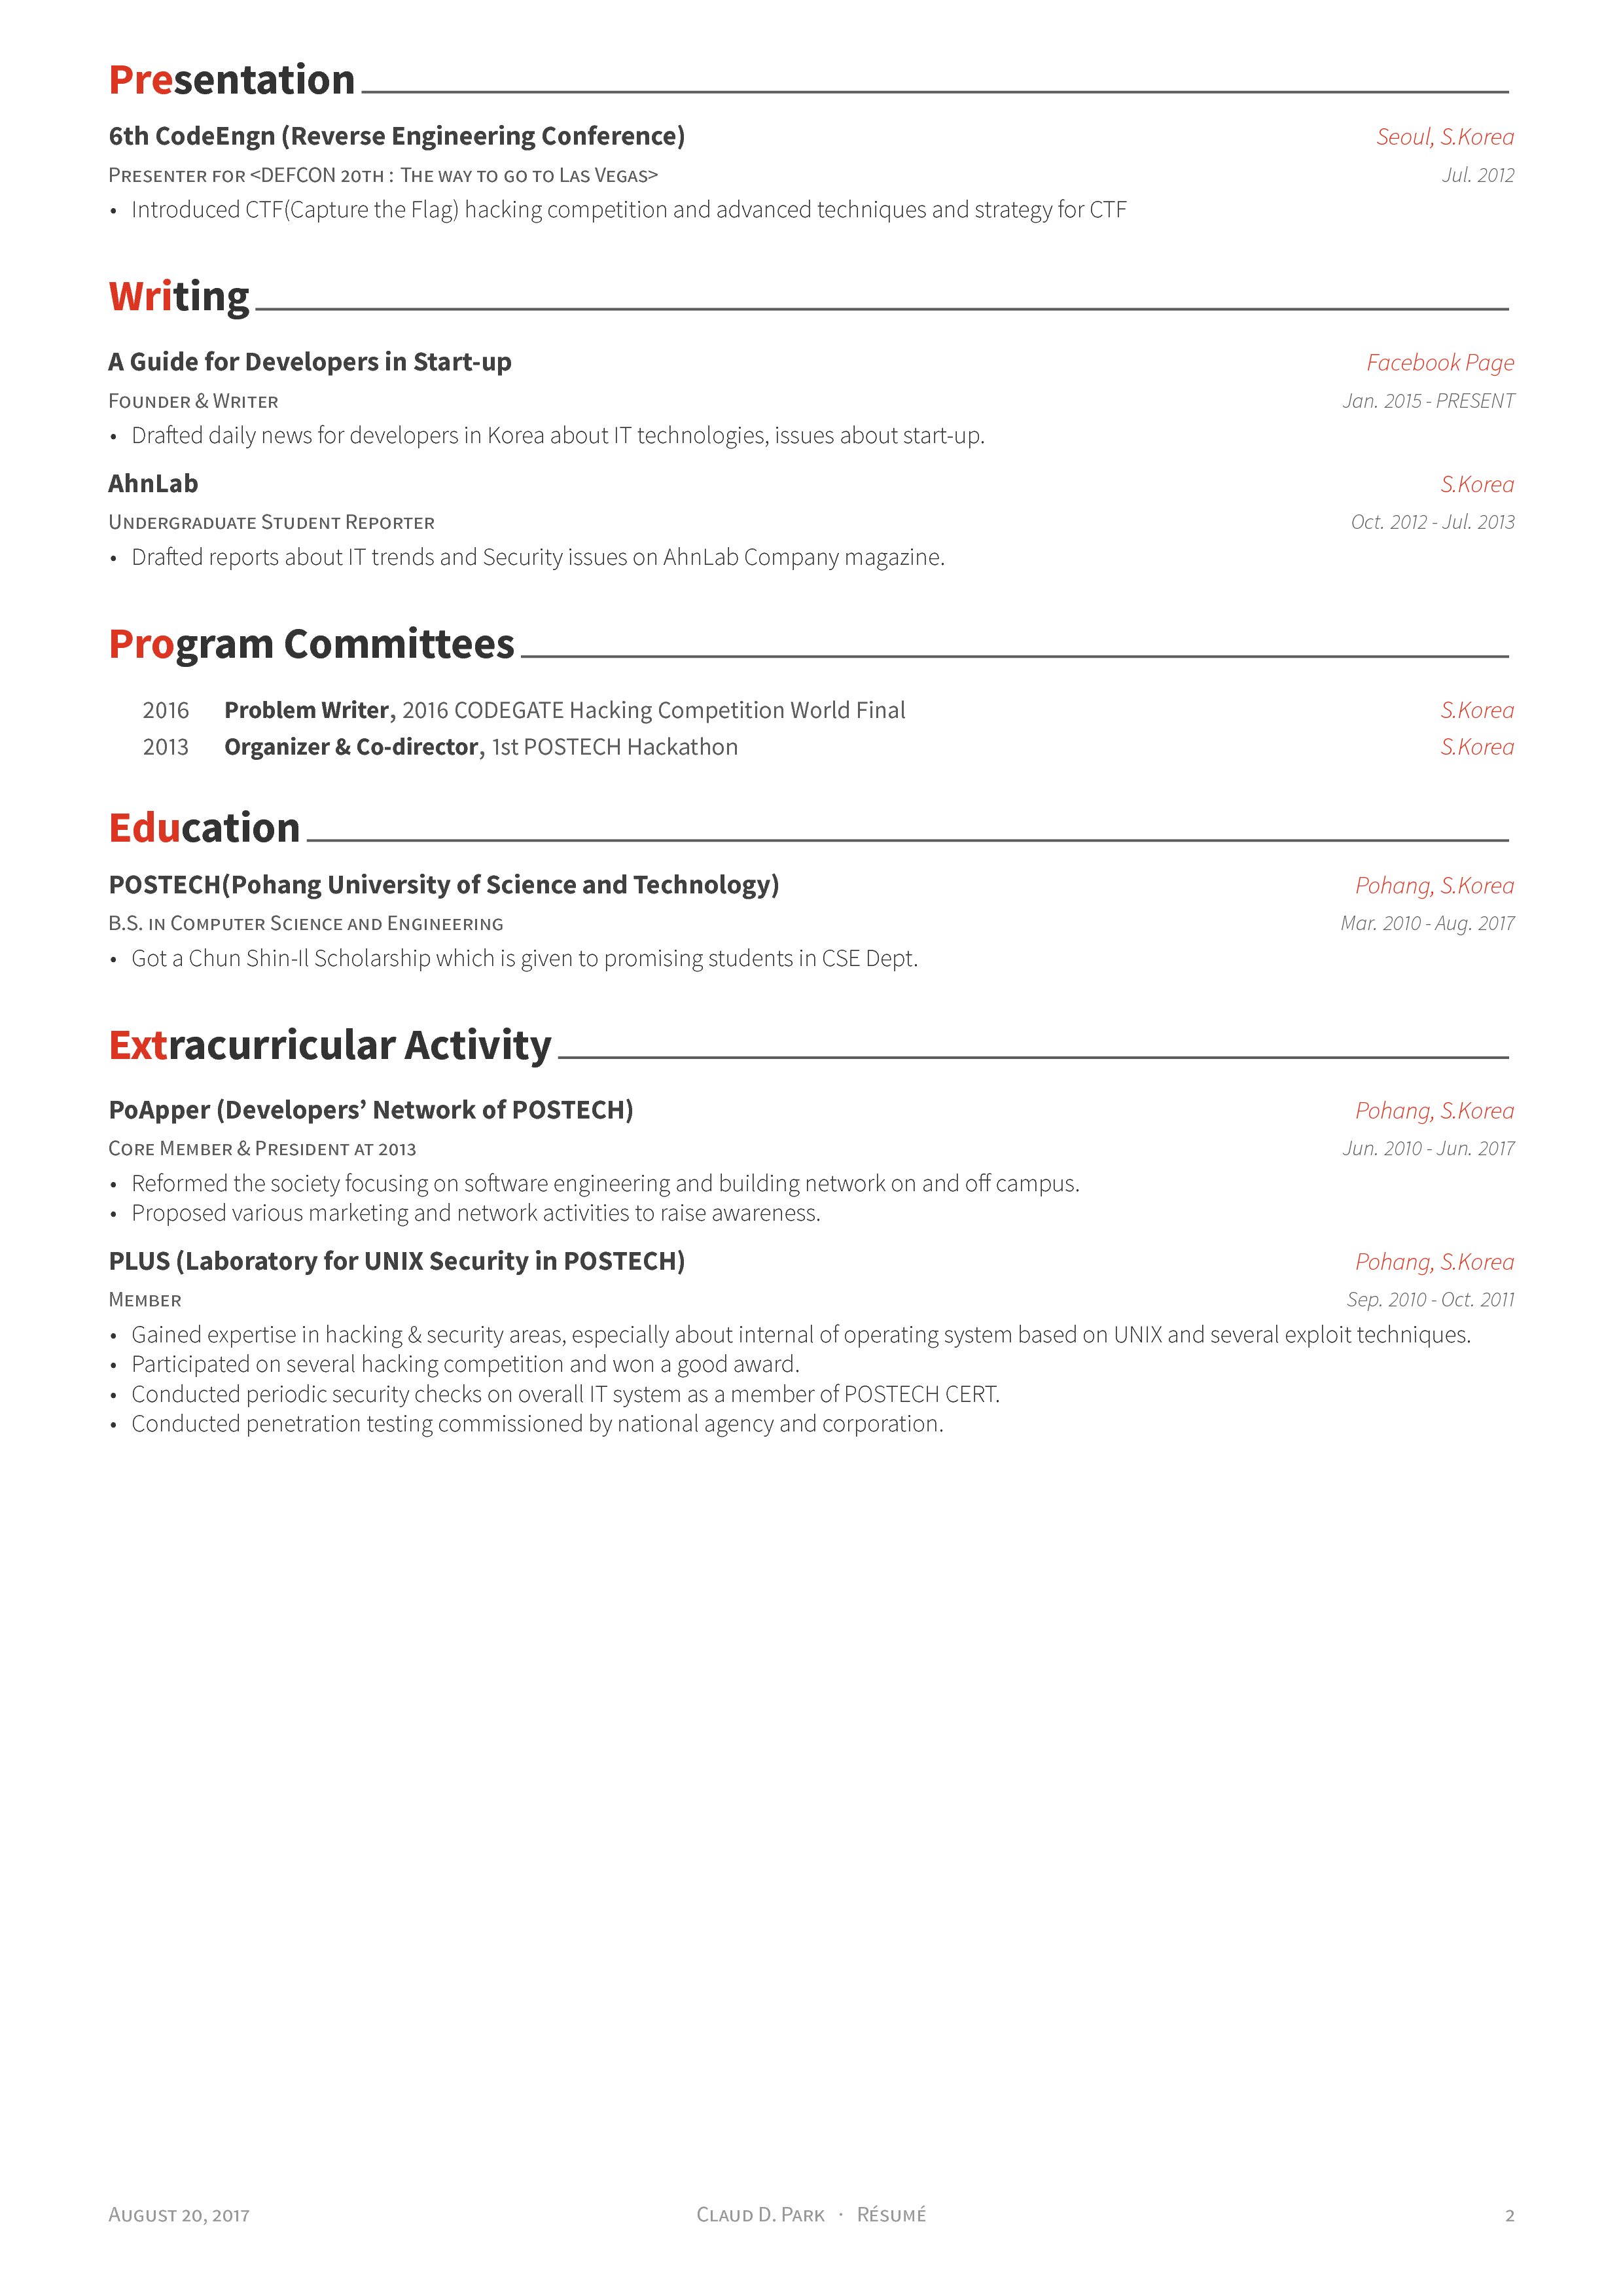 Presentation
6th CodeEngn (Reverse Engineering Conference) Seoul, S.Korea
Presenter for <DEFCON 20th : The way to go to Las Vegas> Jul. 2012
• Introduced CTF(Capture the Flag) hacking competition and advanced techniques and strategy for CTF
Writing
A Guide for Developers in Start-up Facebook Page
Founder & Writer Jan. 2015 - PRESENT
• Drafted daily news for developers in Korea about IT technologies, issues about start-up.
AhnLab S.Korea
Undergraduate Student Reporter Oct. 2012 - Jul. 2013
• Drafted reports about IT trends and Security issues on AhnLab Company magazine.
Program Committees
2016 Problem Writer, 2016 CODEGATE Hacking Competition World Final S.Korea
2013 Organizer & Co-director, 1st POSTECH Hackathon S.Korea
Education
POSTECH(Pohang University of Science and Technology) Pohang, S.Korea
B.S. in Computer Science and Engineering Mar. 2010 - Aug. 2017
• Got a Chun Shin-Il Scholarship which is given to promising students in CSE Dept.
Extracurricular Activity
PoApper (Developers’ Network of POSTECH) Pohang, S.Korea
Core Member & President at 2013 Jun. 2010 - Jun. 2017
• Reformed the society focusing on software engineering and building network on and off campus.
• Proposed various marketing and network activities to raise awareness.
PLUS (Laboratory for UNIX Security in POSTECH) Pohang, S.Korea
Member Sep. 2010 - Oct. 2011
• Gained expertise in hacking & security areas, especially about internal of operating system based on UNIX and several exploit techniques.
• Participated on several hacking competition and won a good award.
• Conducted periodic security checks on overall IT system as a member of POSTECH CERT.
• Conducted penetration testing commissioned by national agency and corporation.
August 20, 2017 Claud D. Park · Résumé 2